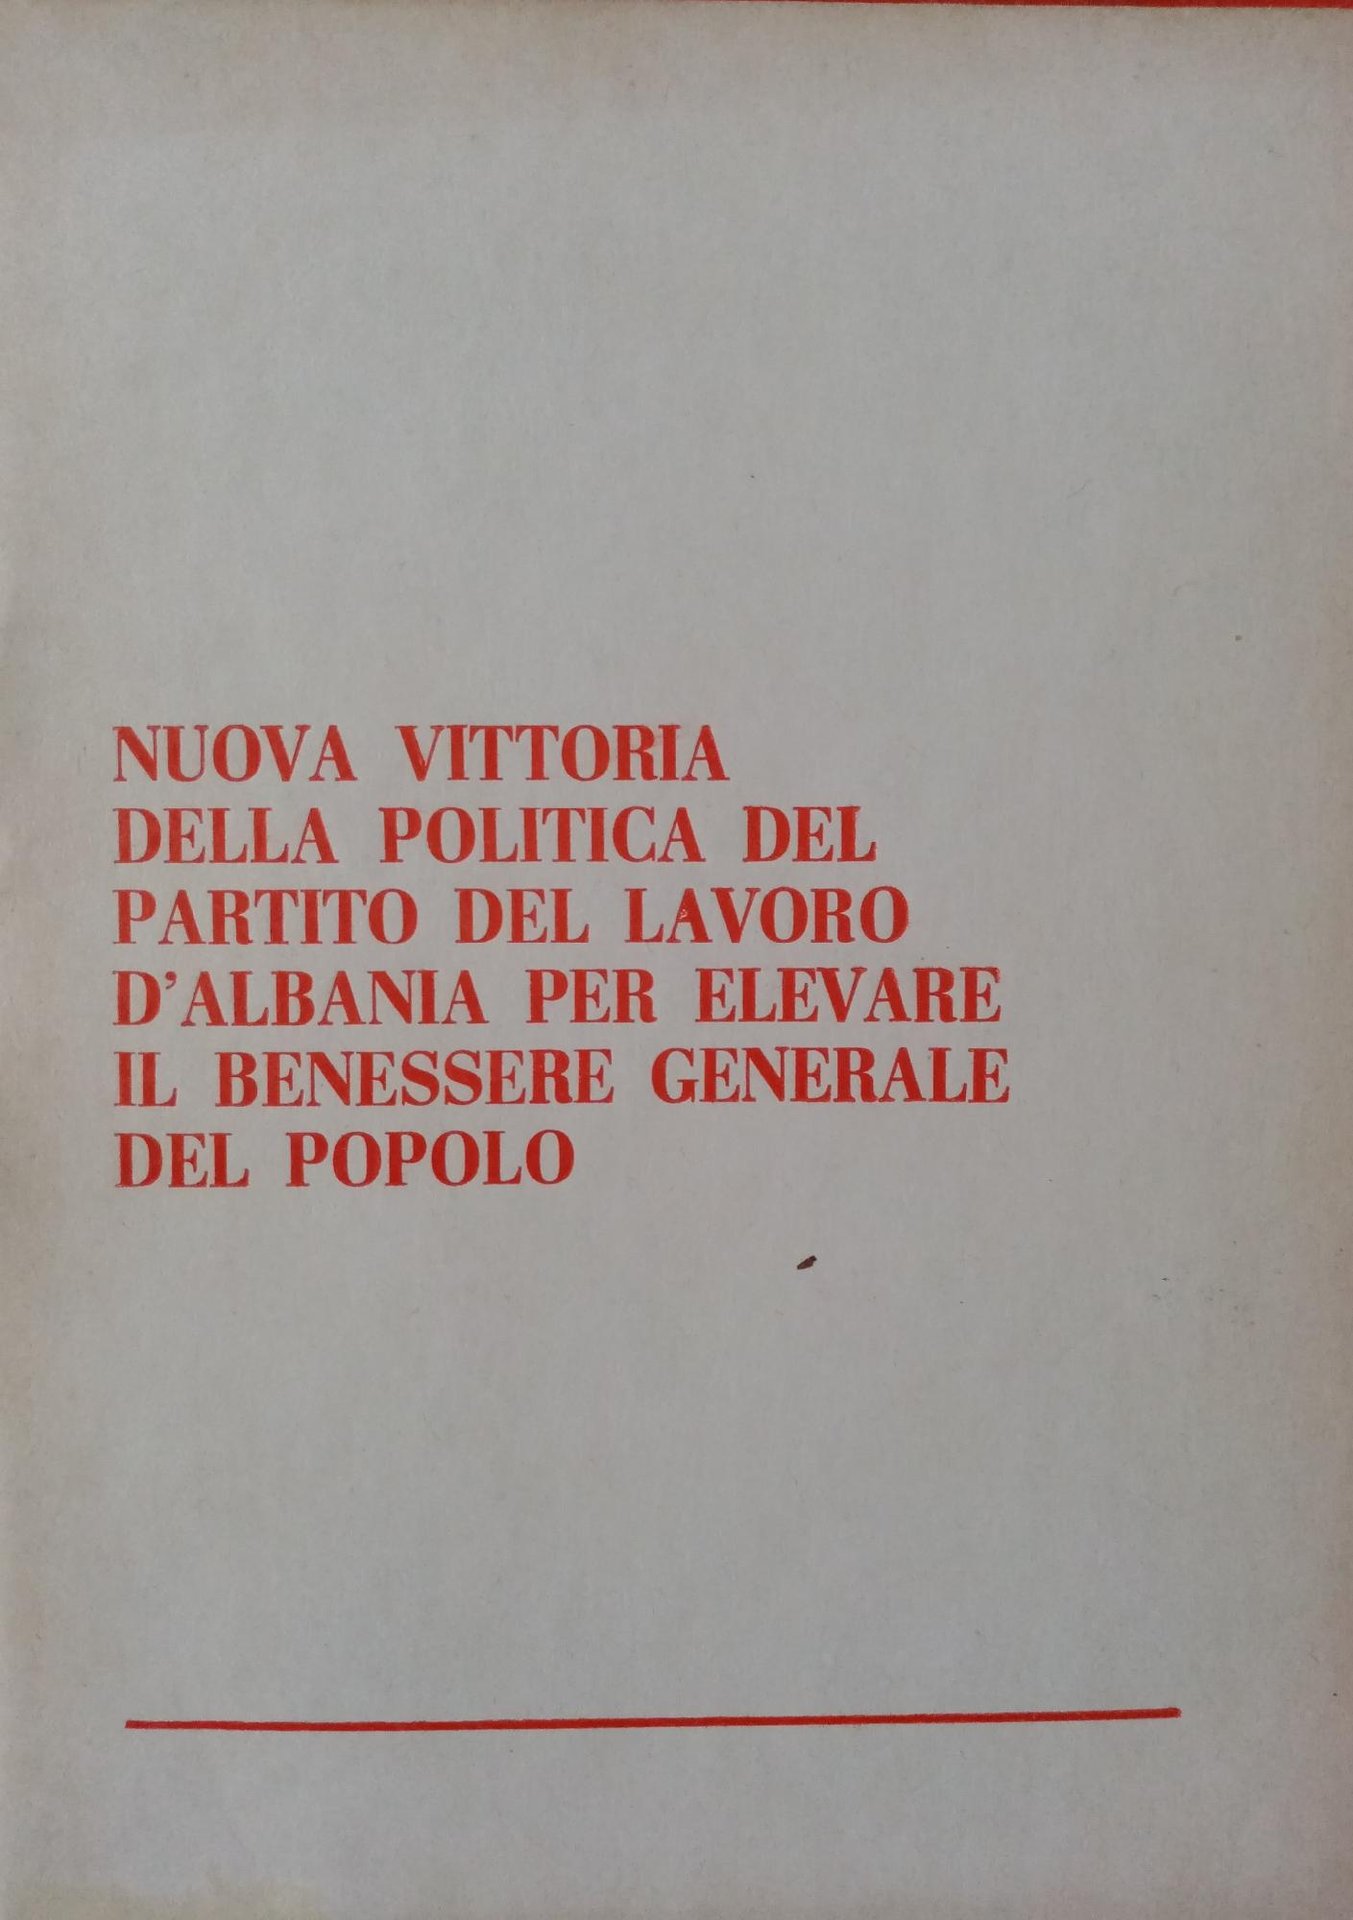 NUOVA VITTORIA
DELLA POLITICA DEL
PARTITO DEL LAVORO
D'ALBANIA PER ELEVARE
IL BENESSERE GENERALE
DEL POPOLO